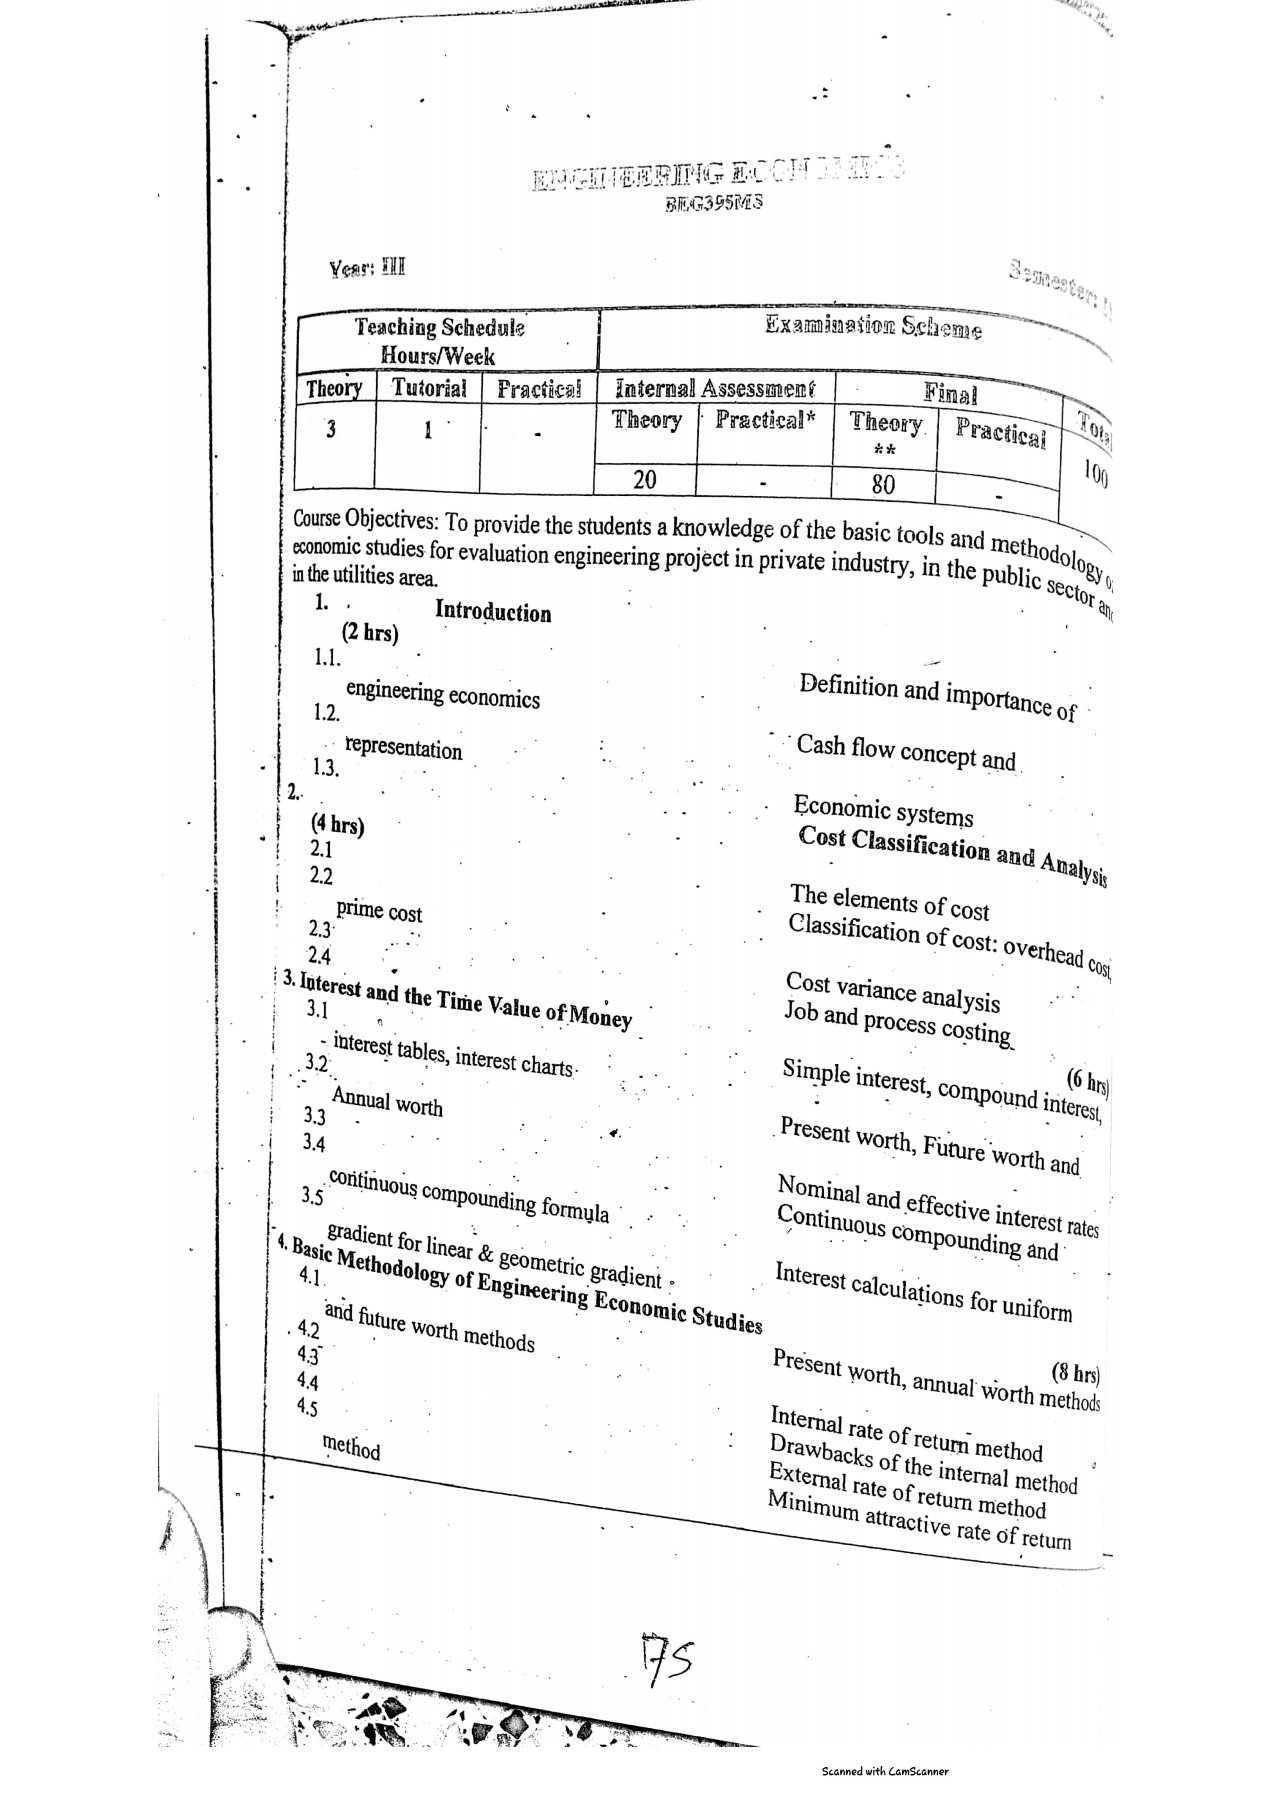 ENGINEERING ECONOMICS
BEG395MS
Year: III
Semester:
Teaching Schedule
Hours/Week
Examination Scheme
Theory Tutorial Practical Internal Assessment Final
3 1 - Theory Practical* Theory ** Practical
20 - 80 - 100
Course Objectives: To provide the students a knowledge of the basic tools and methodology
economic studies for evaluation engineering project in private industry, in the public sector
in the utilities area.
1. Introduction
(2 hrs)
1.1. Definition and importance of
engineering economics
1.2. Cash flow concept and
representation
1.3. Economic systems
2. Cost Classification and Analysis
(4 hrs)
2.1 The elements of cost
2.2 Classification of cost: overhead cost,
prime cost
2.3 Cost variance analysis
2.4 Job and process costing
3. Interest and the Time Value of Money (6 hrs)
3.1 Simple interest, compound interest,
interest tables, interest charts
3.2 Present worth, Future worth and
Annual worth
3.3 Nominal and effective interest rates
3.4 Continuous compounding and
continuous compounding formula
3.5 Interest calculations for uniform
gradient for linear & geometric gradient
4. Basic Methodology of Engineering Economic Studies (8 hrs)
4.1 Present worth, annual worth methods
and future worth methods
4.2 Internal rate of return method
4.3 Drawbacks of the internal method
4.4 External rate of return method
4.5 Minimum attractive rate of return
method
Scanned with CamScanner